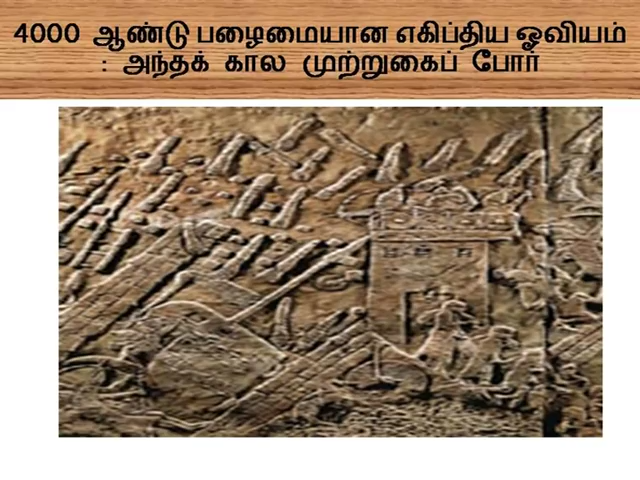 4000 ஆண்டு பழைமையான எகிப்திய ஓவியம்
: அந்தக் கால முற்றுகைப் போர்